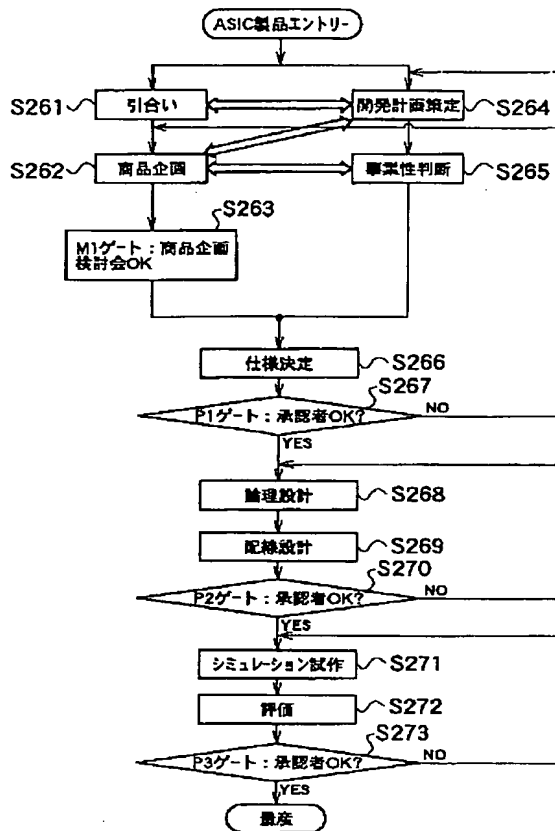 ASIC製品エントリー
S261
引合い
開発計画策定
S264
S262
商品企画
事業性判断
S265
S263
M1ゲート：商品企画
検討会OK
仕様決定
S266
S267
P1ゲート：承認者OK?
NO
YES
論理設計
S268
配線設計
S269
S270
P2ゲート：承認者OK?
NO
YES
シミュレーション試作
S271
評価
S272
S273
P3ゲート：承認者OK?
NO
YES
量産